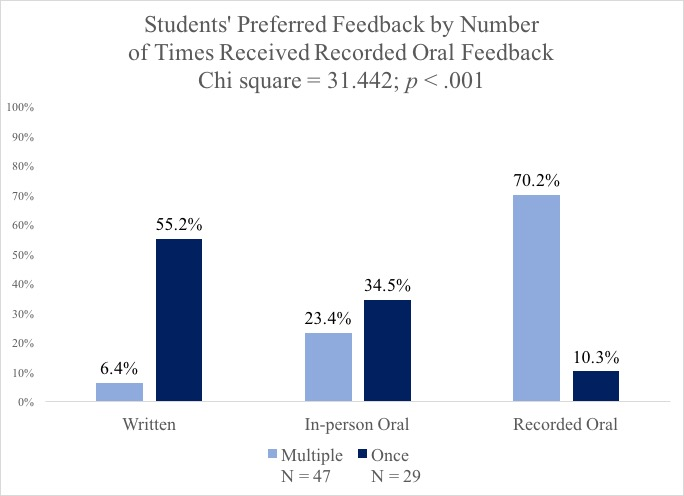 Students' Preferred Feedback by Number
of Times Received Recorded Oral Feedback
Chi square = 31.442; p < .001
100%
90%
80%
70%
60%
50%
40%
30%
20%
10%
0%
6.4%
55.2%
23.4%
34.5%
70.2%
10.3%
Written
In-person Oral
Recorded Oral
Multiple Once
N = 47 N = 29